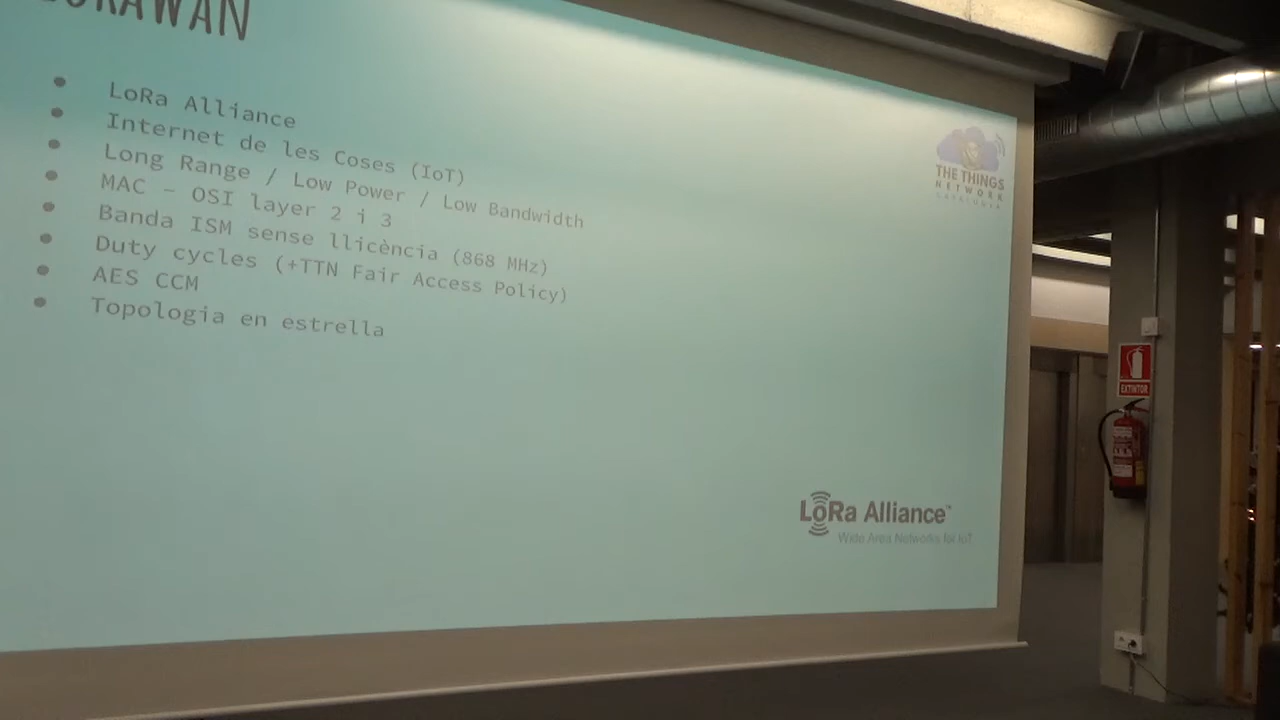 LORAWAN
LoRa Alliance
Internet de les Coses (IoT)
Long Range / Low Power / Low Bandwidth
MAC – OSI layer 2 i 3
Banda ISM sense llicència (868 MHz)
Duty cycles (+TTN Fair Access Policy)
AES CCM
Topologia en estrella
THE THINGS
NETWORK
CATALUNYA
EXTINTOR
LoRa Alliance™
Wide Area Networks for IoT